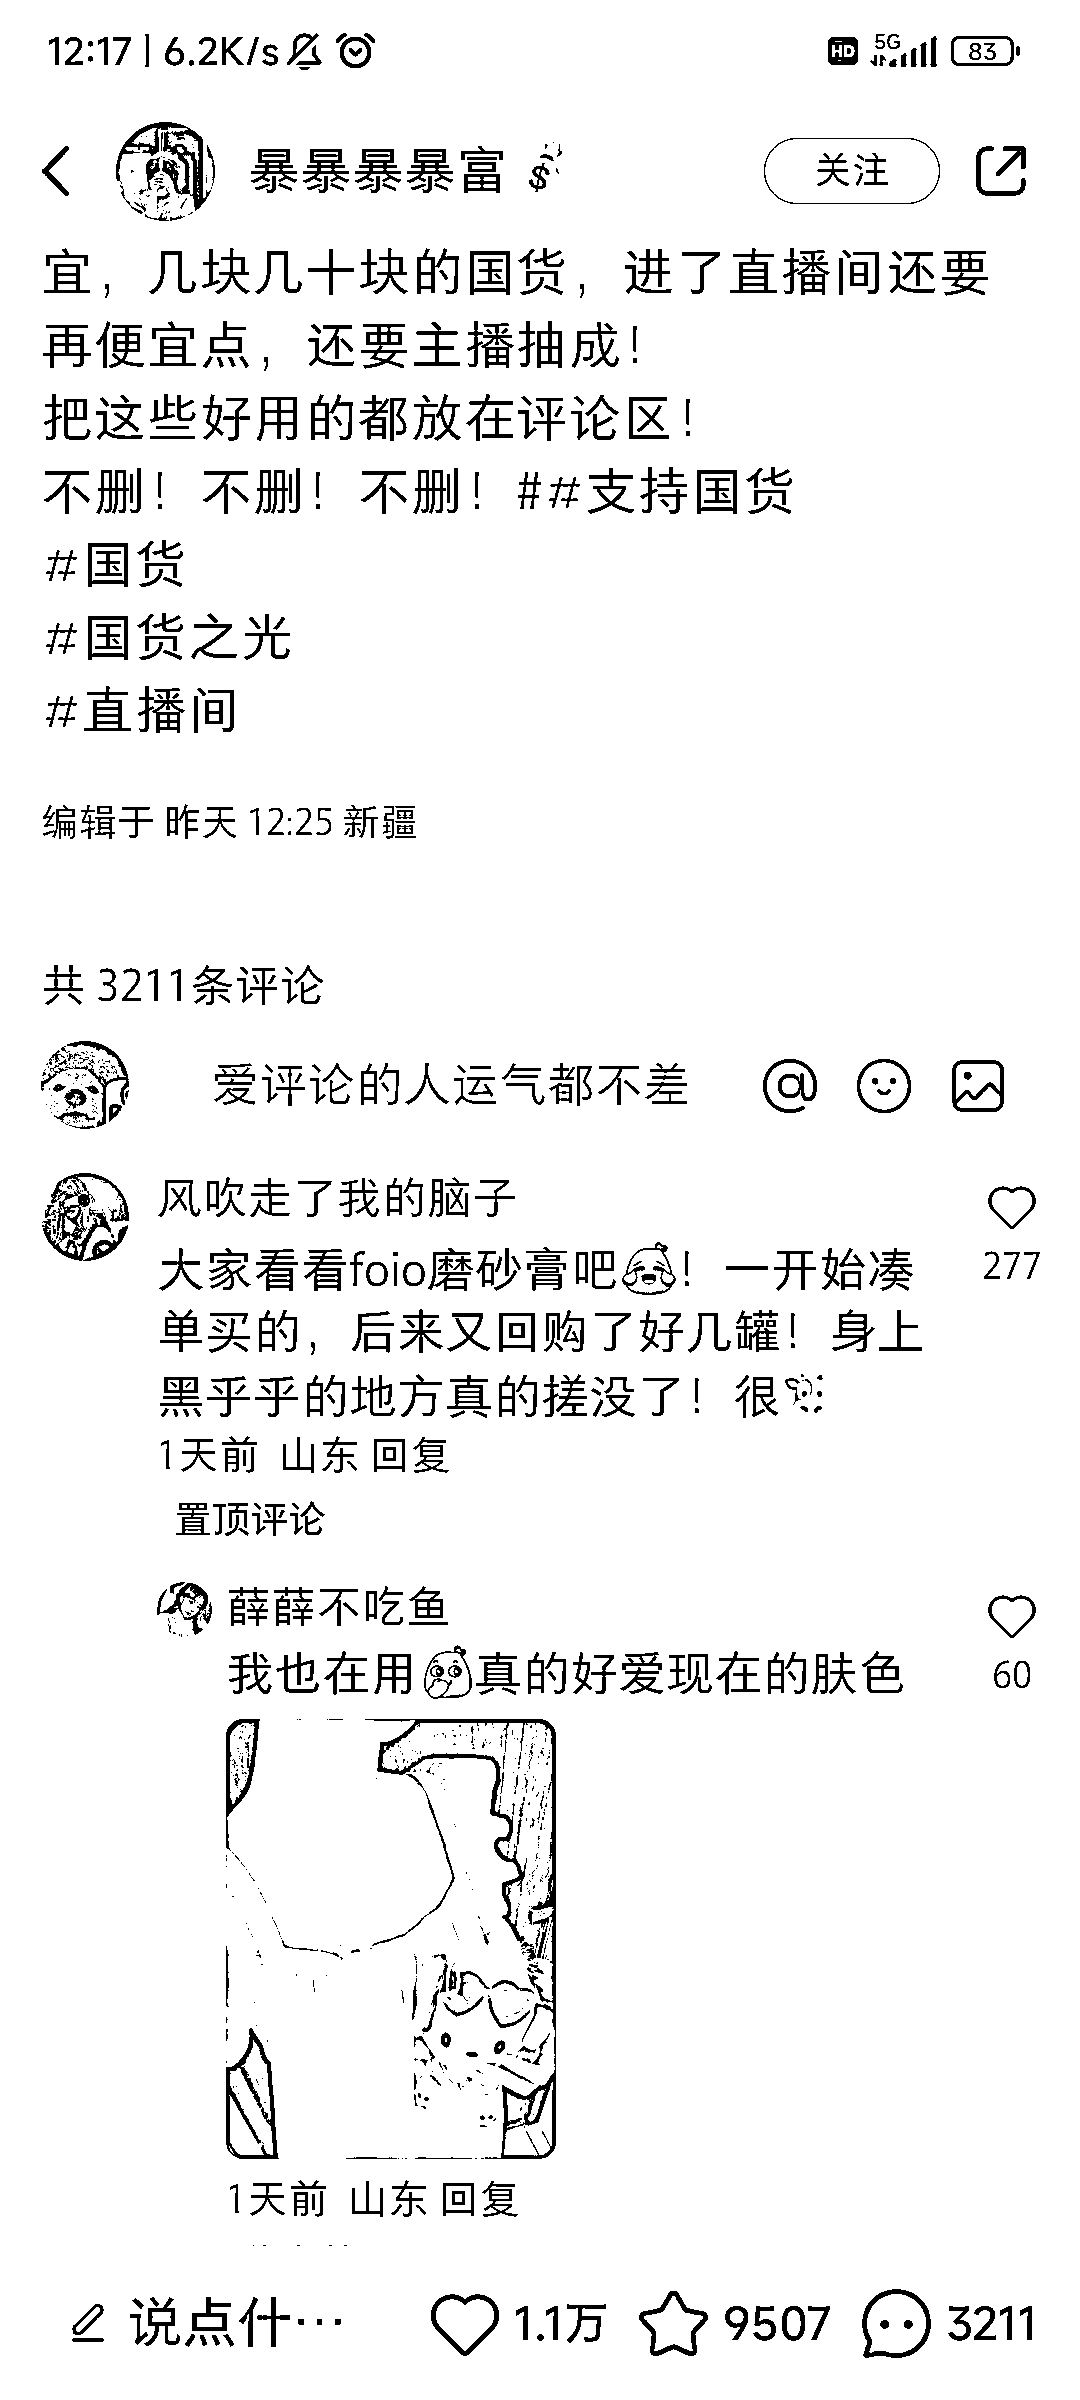 12:17 | 6.2K/s
HD 5G 83
暴暴暴暴富
关注
宜，几块几十块的国货，进了直播间还要
再便宜点，还要主播抽成！
把这些好用的都放在评论区！
不删！不删！不删！##支持国货
#国货
#国货之光
#直播间
编辑于 昨天 12:25 新疆
共 3211条评论
爱评论的人运气都不差
风吹走了我的脑子
大家看看foio磨砂膏吧！一开始凑
277
单买的，后来又回购了好几罐！身上
黑乎乎的地方真的搓没了！很
1天前 山东 回复
置顶评论
薛薛不吃鱼
我也在用真的好爱现在的肤色
60
1天前 山东 回复
说点什…
1.1万
9507
3211